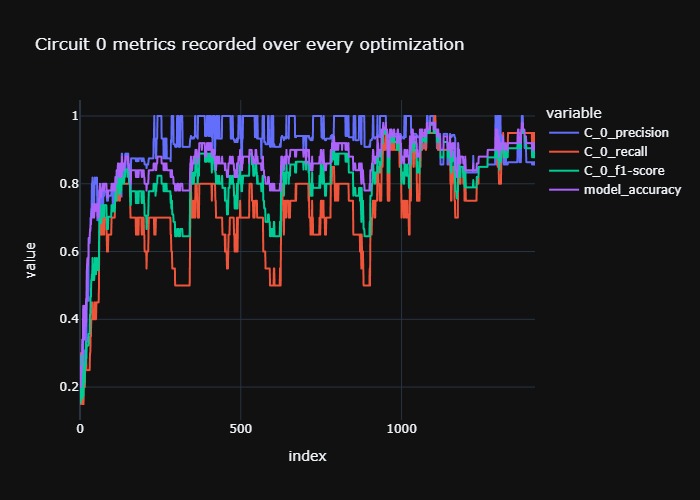 Circuit 0 metrics recorded over every optimization
variable
C_0_precision
C_0_recall
C_0_f1-score
model_accuracy
value
1
0.8
0.6
0.4
0.2
0
500
1000
index